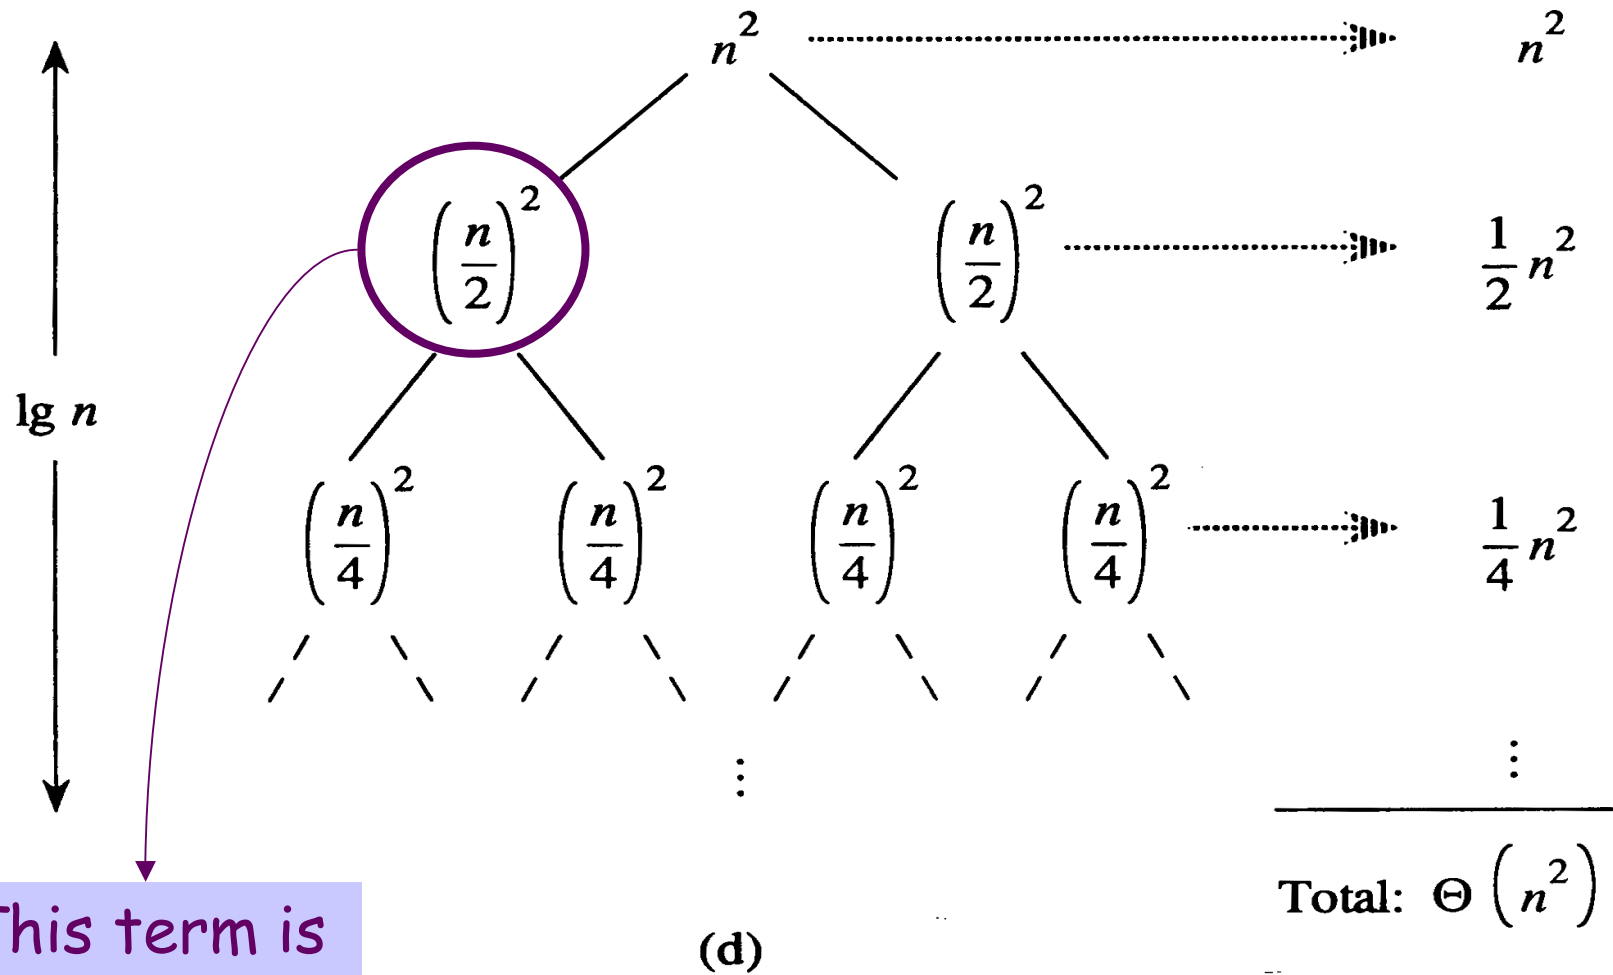 n² n²
(n/2)² (n/2)² 1/2 n²
lg n
(n/4)² (n/4)² (n/4)² (n/4)² 1/4 n²
⋮ ⋮
Total: Θ (n²)
This term is
(d)